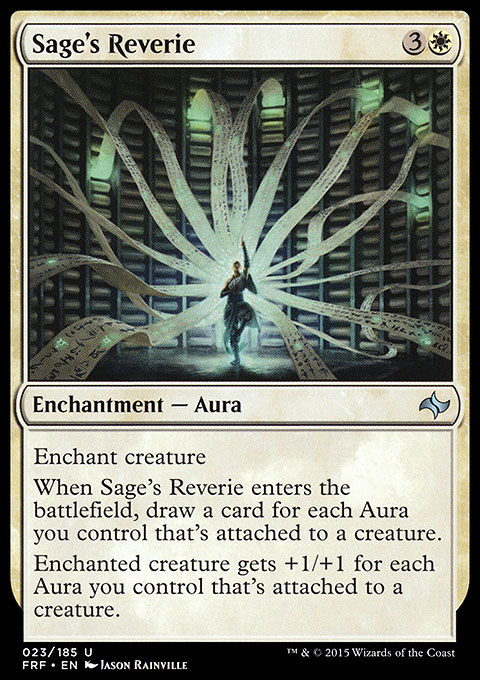 Sage's Reverie 3
Enchantment — Aura
Enchant creature
When Sage's Reverie enters the
battlefield, draw a card for each Aura
you control that's attached to a creature.
Enchanted creature gets +1/+1 for each
Aura you control that's attached to a
creature.
023/185 U
FRF • EN Jason Rainville
™ & © 2015 Wizards of the Coast